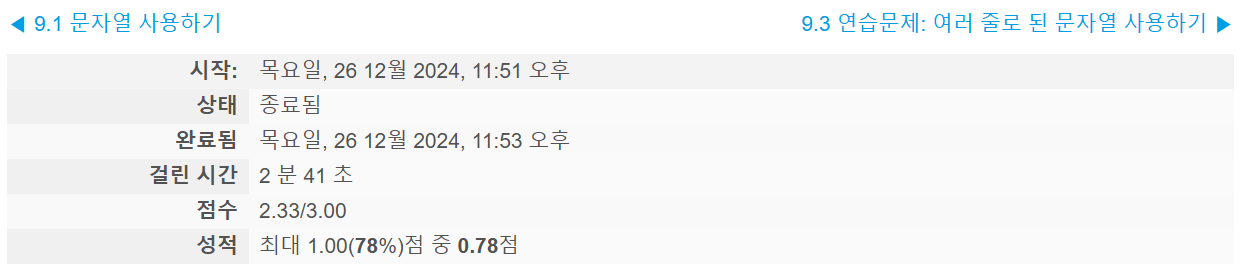 ◀ 9.1 문자열 사용하기
9.3 연습문제: 여러 줄로 된 문자열 사용하기 ▶
시작: 목요일, 26 12월 2024, 11:51 오후
상태 종료됨
완료됨 목요일, 26 12월 2024, 11:53 오후
걸린 시간 2 분 41 초
점수 2.33/3.00
성적 최대 1.00(78%)점 중 0.78점